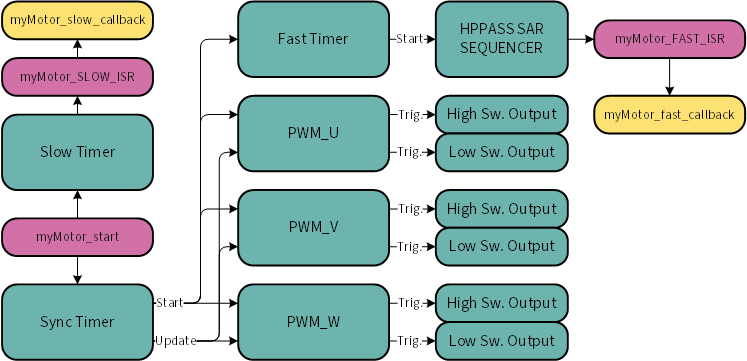 myMotor_slow_callback
myMotor_SLOW_ISR
Slow Timer
myMotor_start
Sync Timer
Start
Update
Fast Timer
Start
HPPASS SAR
SEQUENCER
myMotor_FAST_ISR
myMotor_fast_callback
PWM_U
Trig.
High Sw. Output
Trig.
Low Sw. Output
PWM_V
Trig.
High Sw. Output
Trig.
Low Sw. Output
PWM_W
Trig.
High Sw. Output
Trig.
Low Sw. Output